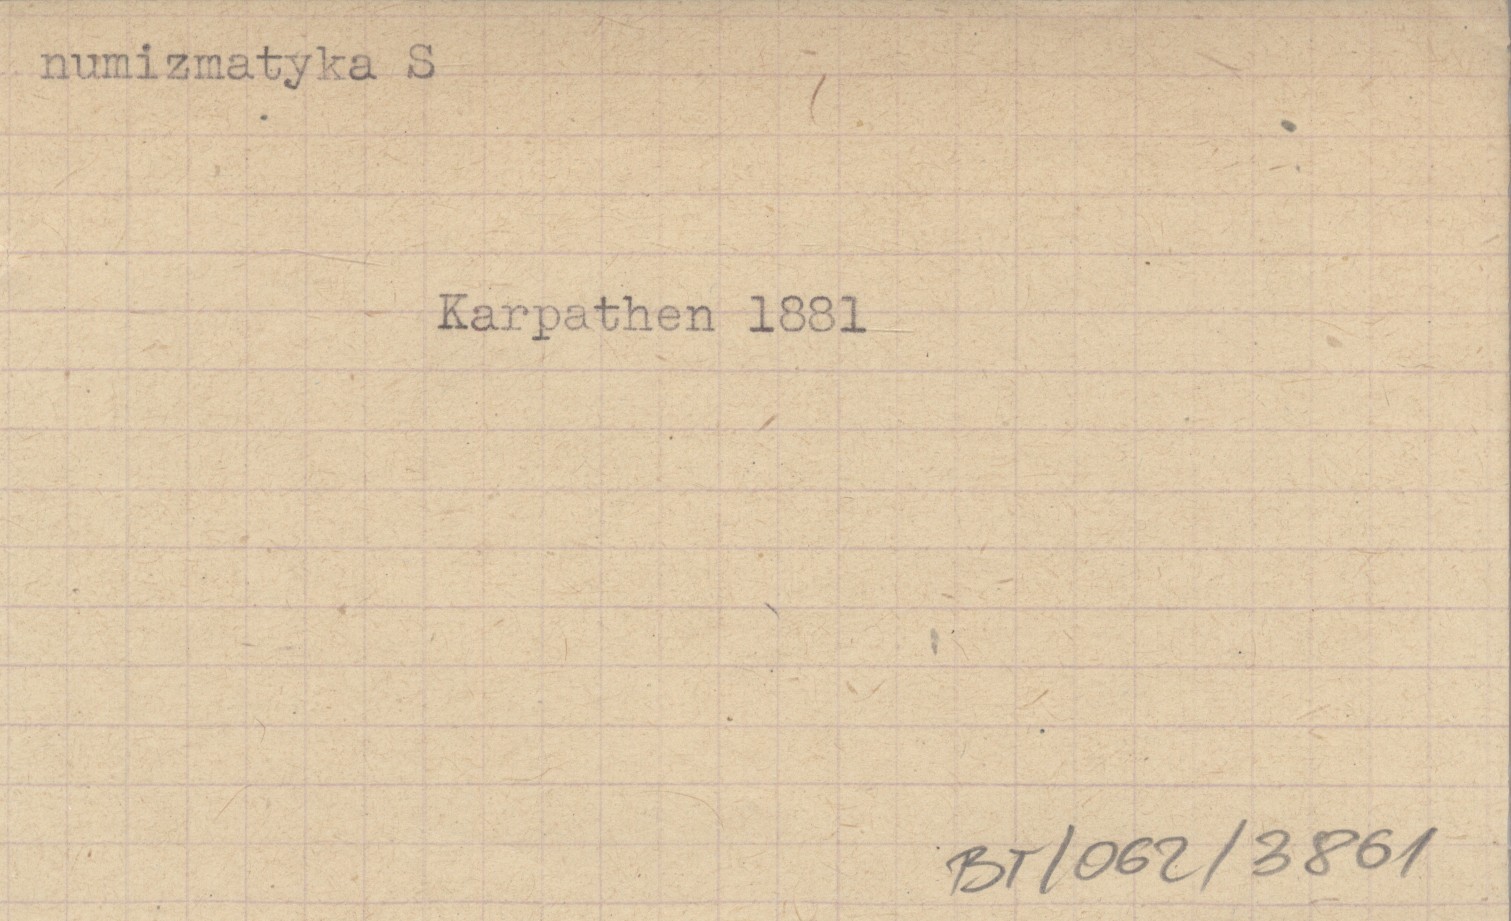 numizmatyka S
Karpathen 1881
BT/062/3861